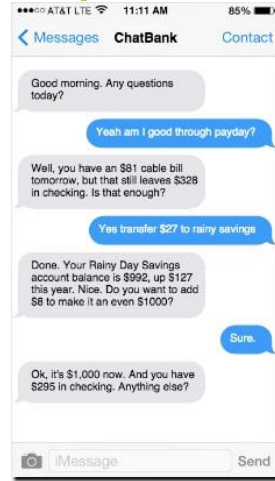 AT&T LTE 11:11 AM 85%
Messages ChatBank Contact
Good morning. Any questions
today?
Yeah am I good through payday?
Well, you have an $81 cable bill
tomorrow, but that still leaves $328
in checking. Is that enough?
Yes transfer $27 to rainy savings
Done. Your Rainy Day Savings
account balance is $992, up $127
this year. Nice. Do you want to add
$8 to make it an even $1000?
Sure.
Ok, it's $1,000 now. And you have
$295 in checking. Anything else?
iMessage Send